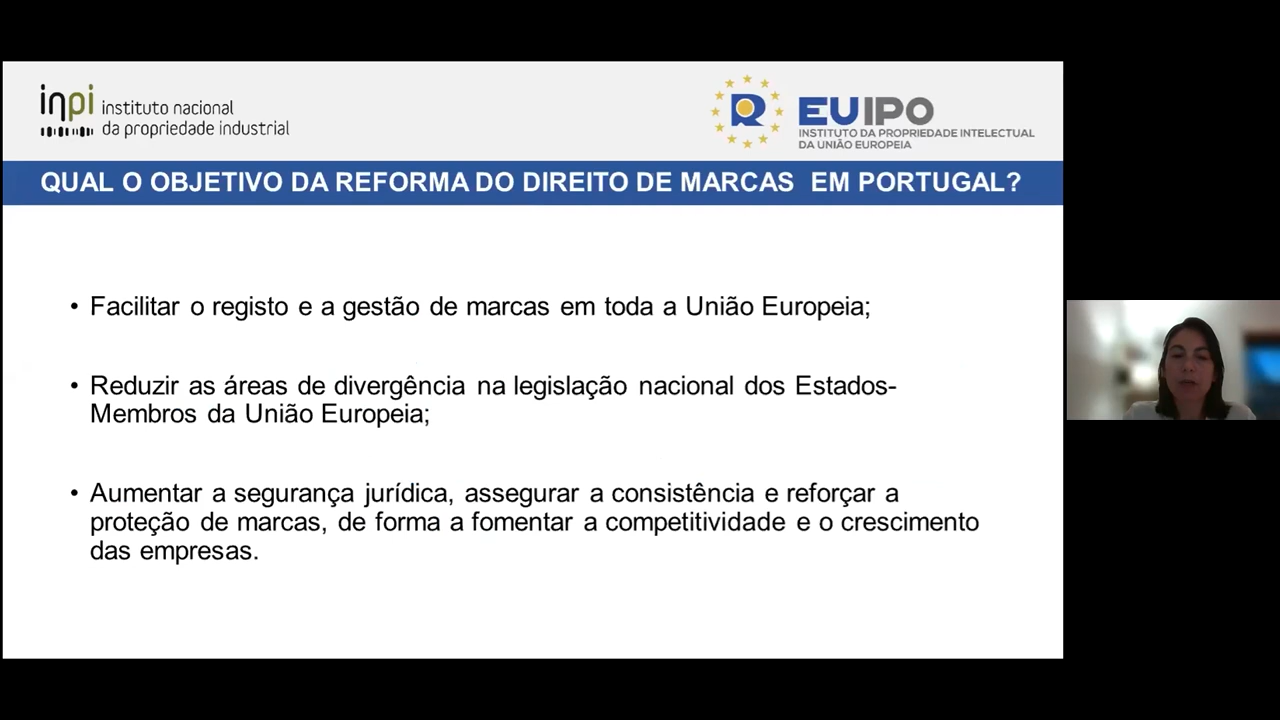 inpi instituto nacional
da propriedade industrial
EUIPO
INSTITUTO DA PROPRIEDADE INTELECTUAL
DA UNIÃO EUROPEIA
QUAL O OBJETIVO DA REFORMA DO DIREITO DE MARCAS EM PORTUGAL?
• Facilitar o registo e a gestão de marcas em toda a União Europeia;
• Reduzir as áreas de divergência na legislação nacional dos Estados-
Membros da União Europeia;
• Aumentar a segurança jurídica, assegurar a consistência e reforçar a
proteção de marcas, de forma a fomentar a competitividade e o crescimento
das empresas.